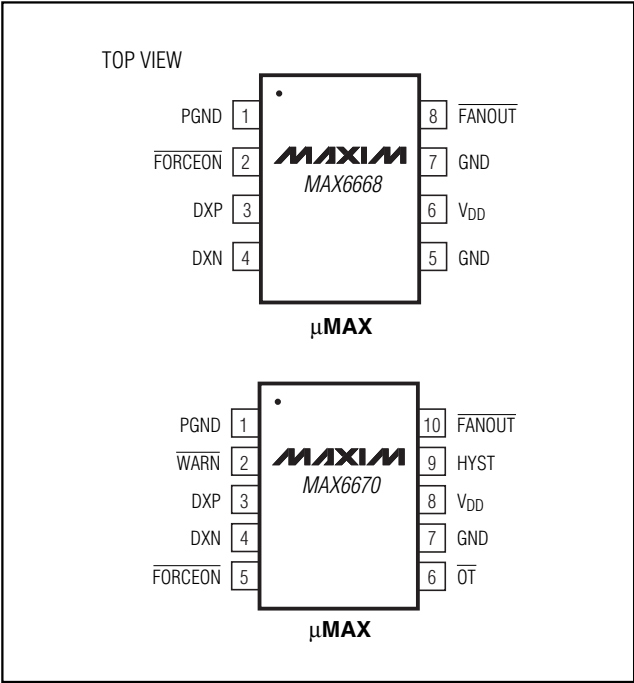 TOP VIEW
PGND 1 8 FANOUT
FORCEON 2 MAXIM 7 GND
MAX6668
DXP 3 6 VDD
DXN 4 5 GND
µMAX
PGND 1 10 FANOUT
WARN 2 MAXIM 9 HYST
MAX6670
DXP 3 8 VDD
DXN 4 7 GND
FORCEON 5 6 OT
µMAX